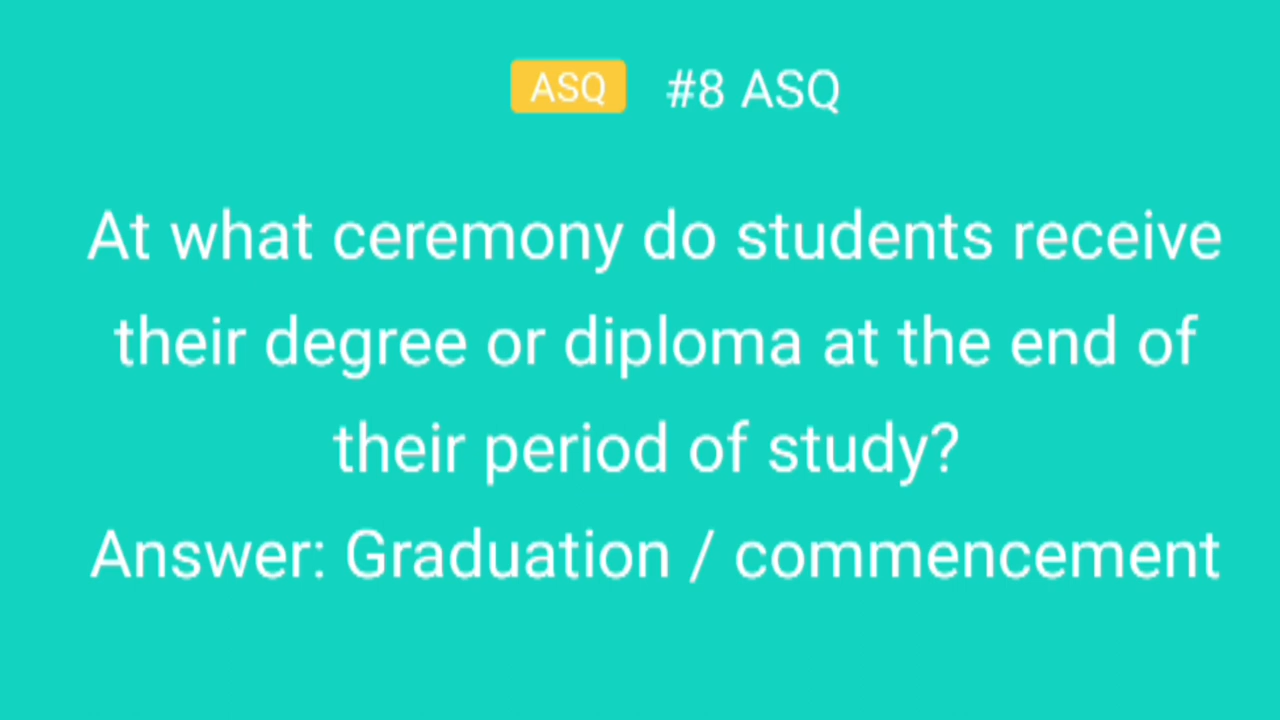 ASQ #8 ASQ
At what ceremony do students receive
their degree or diploma at the end of
their period of study?
Answer: Graduation / commencement